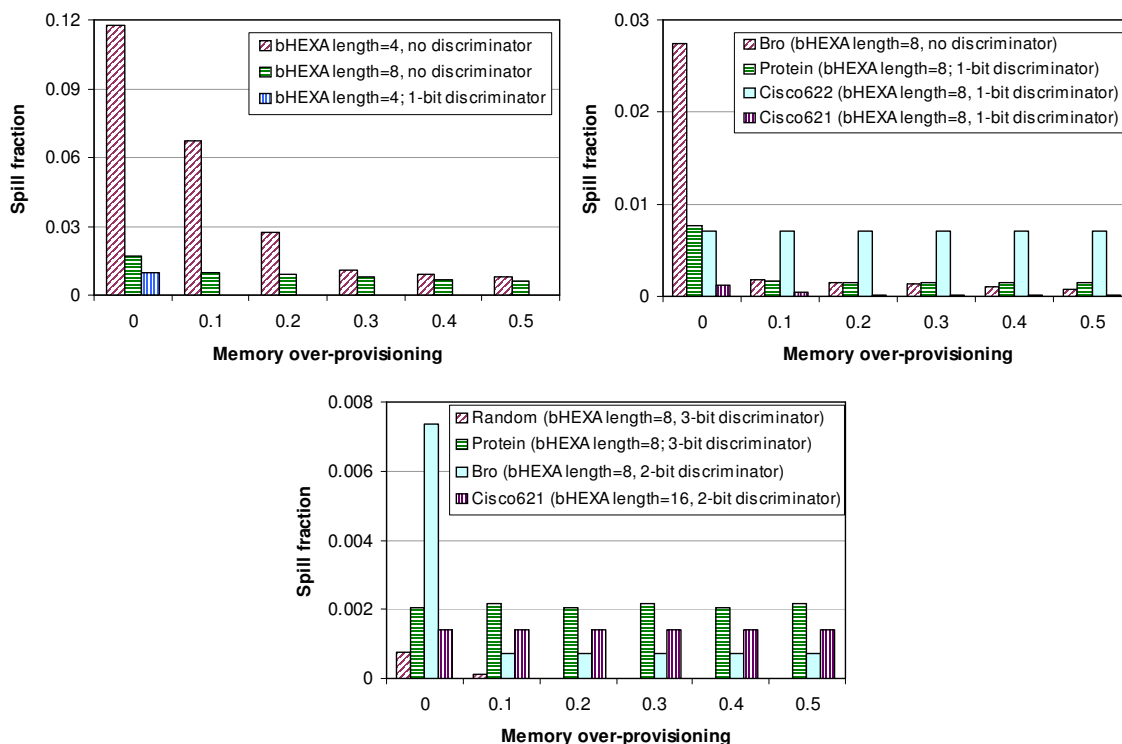 0.12
0.09
0.06
0.03
0
Spill fraction
bHEXA length=4, no discriminator
bHEXA length=8, no discriminator
bHEXA length=4; 1-bit discriminator
0 0.1 0.2 0.3 0.4 0.5
Memory over-provisioning
0.03
0.02
0.01
0
Spill fraction
Bro (bHEXA length=8, no discriminator)
Protein (bHEXA length=8; 1-bit discriminator)
Cisco622 (bHEXA length=8, 1-bit discriminator)
Cisco621 (bHEXA length=8, 1-bit discriminator)
0 0.1 0.2 0.3 0.4 0.5
Memory over-provisioning
0.008
0.006
0.004
0.002
0
Spill fraction
Random (bHEXA length=8, 3-bit discriminator)
Protein (bHEXA length=8; 3-bit discriminator)
Bro (bHEXA length=8, 2-bit discriminator)
Cisco621 (bHEXA length=16, 2-bit discriminator)
0 0.1 0.2 0.3 0.4 0.5
Memory over-provisioning